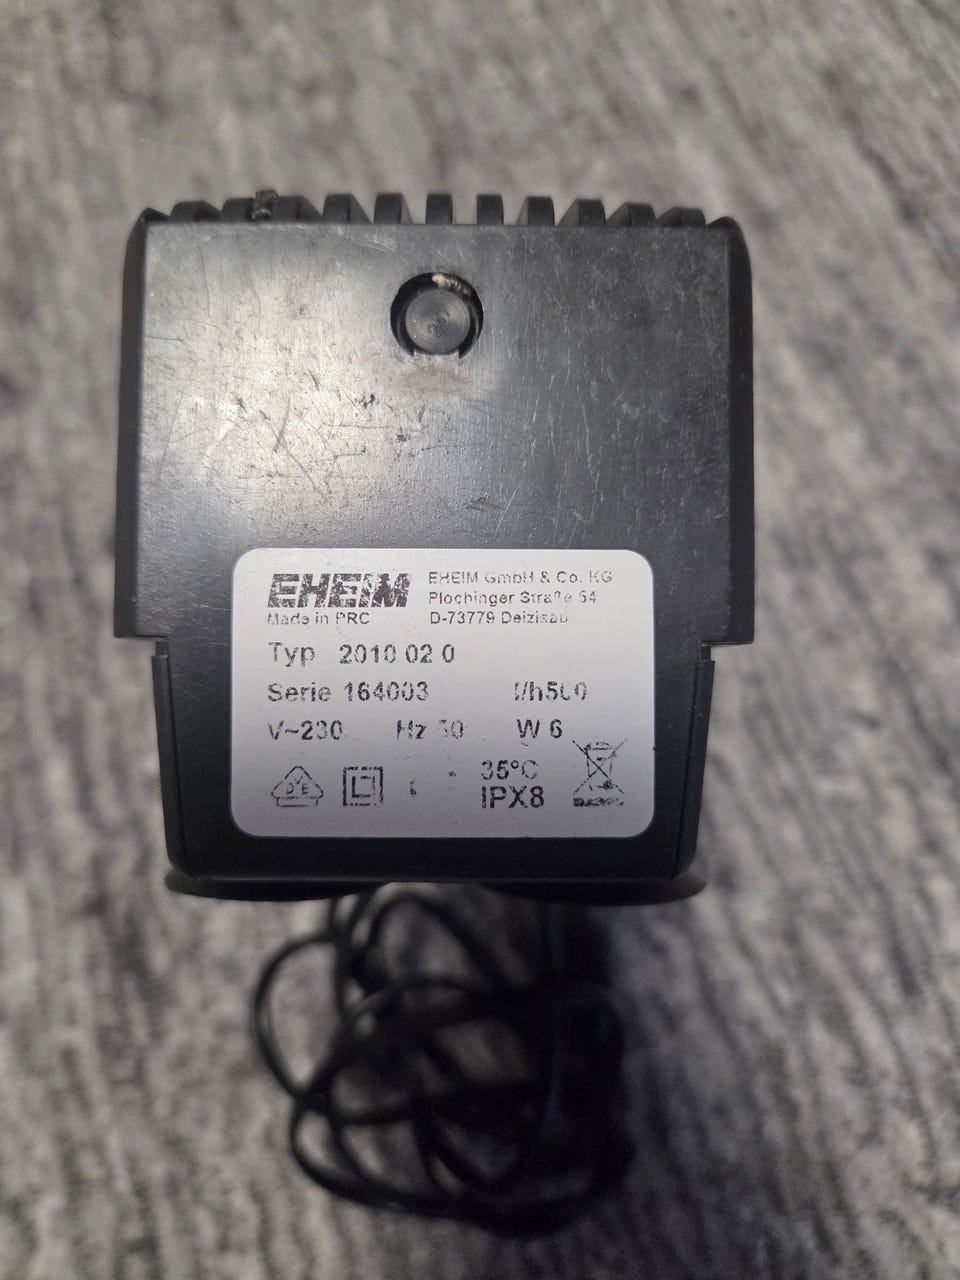 EHEIM
Made in PRC
EHEIM GmbH & Co. KG
Plochinger Straße 54
D-73779 Deizisau
Typ 2010 02 0
Serie 164003 l/h500
V~230 Hz 50 W 6
DVE
35°C
IPX8